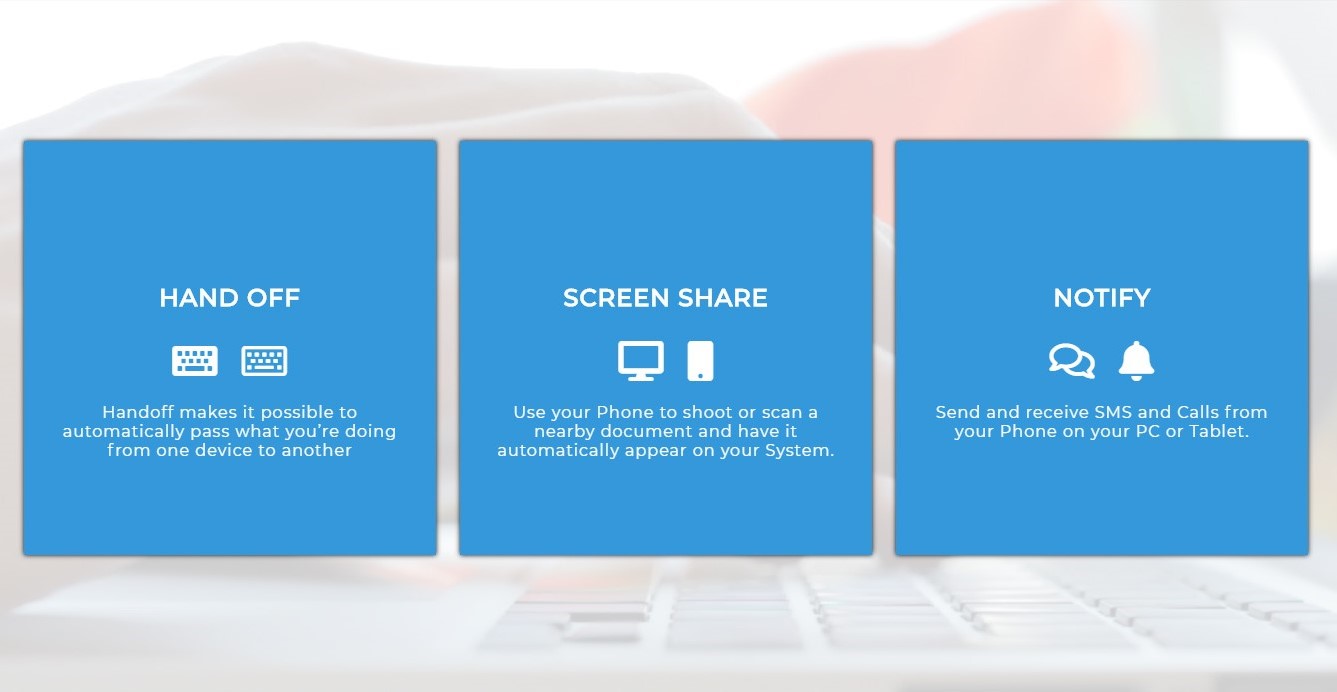 HAND OFF
Handoff makes it possible to
automatically pass what you’re doing
from one device to another
SCREEN SHARE
Use your Phone to shoot or scan a
nearby document and have it
automatically appear on your System.
NOTIFY
Send and receive SMS and Calls from
your Phone on your PC or Tablet.